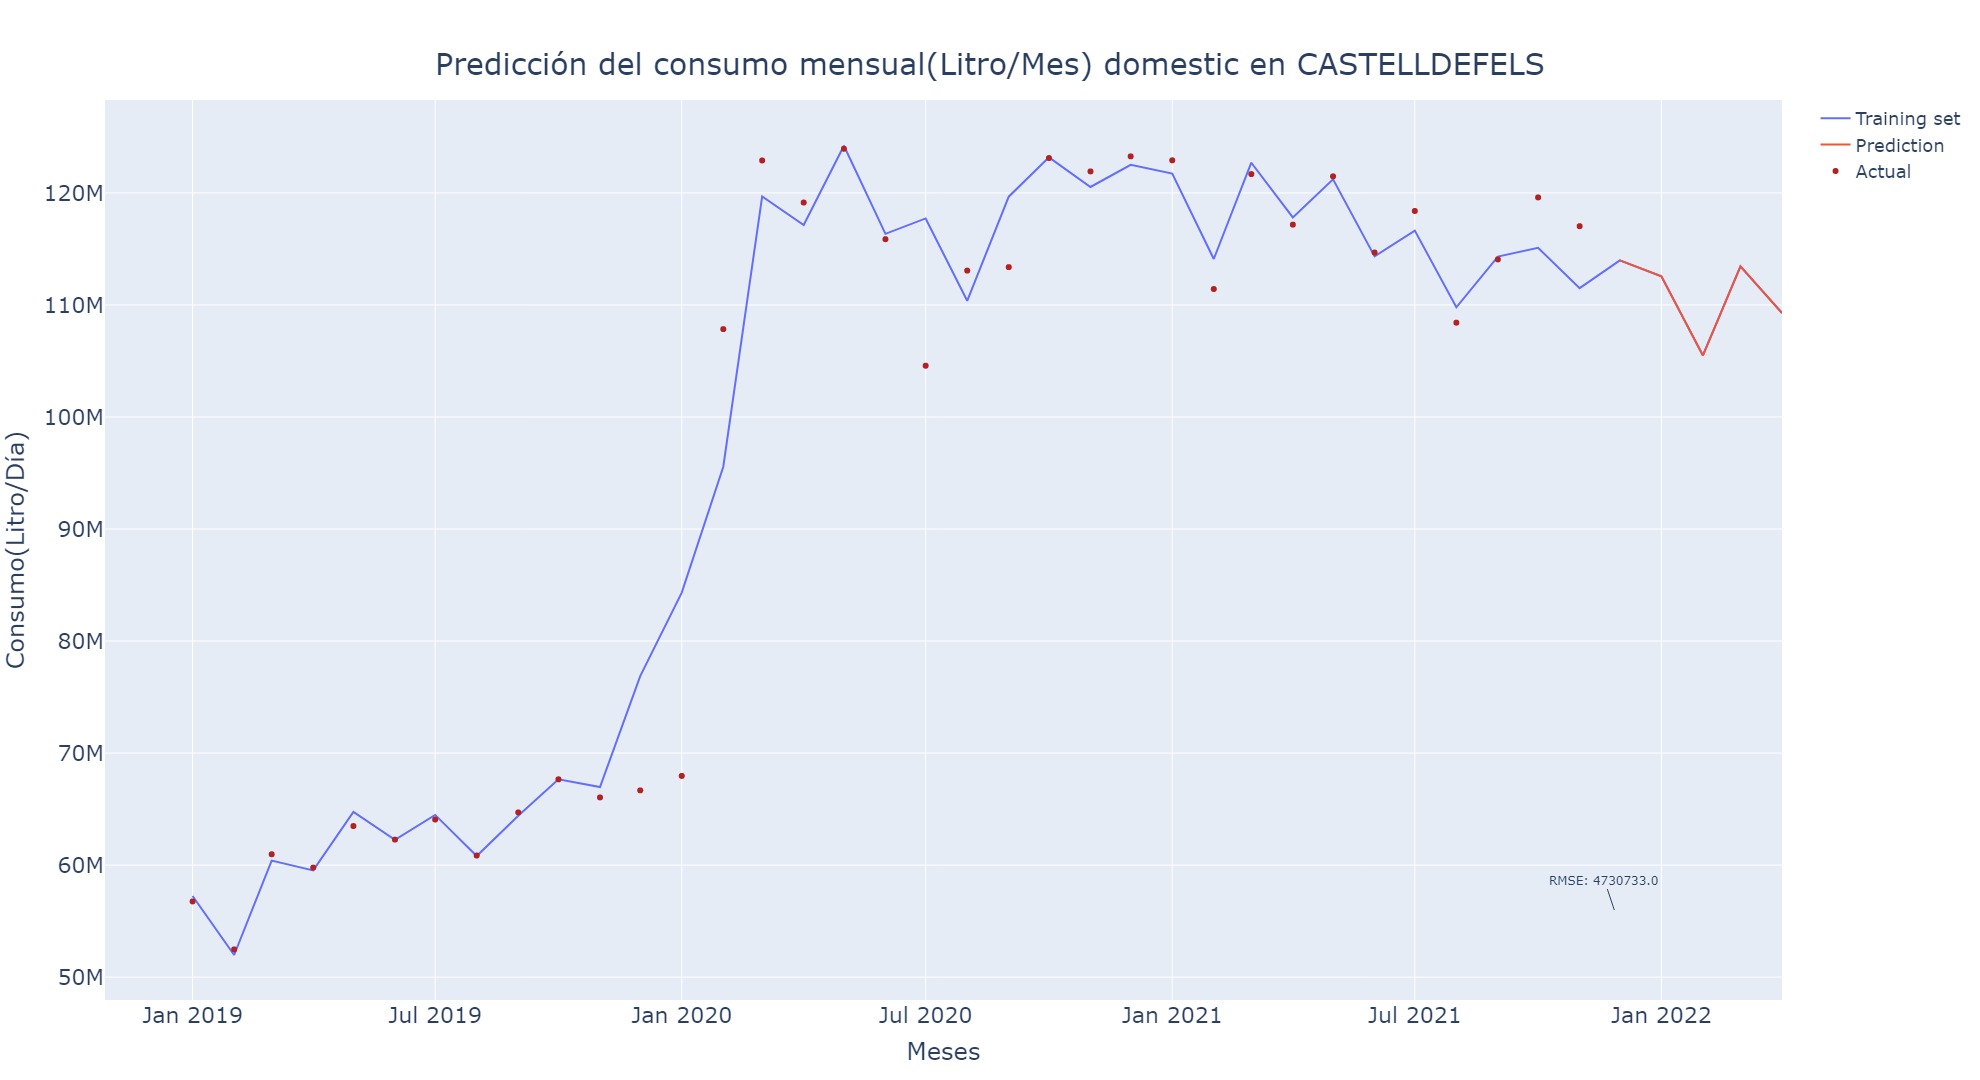 Predicción del consumo mensual(Litro/Mes) domestic en CASTELLDEFELS
Training set
Prediction
Actual
Consumo(Litro/Día)
120M
110M
100M
90M
80M
70M
60M
50M
RMSE: 4730733.0
Jan 2019
Jul 2019
Jan 2020
Jul 2020
Jan 2021
Jul 2021
Jan 2022
Meses